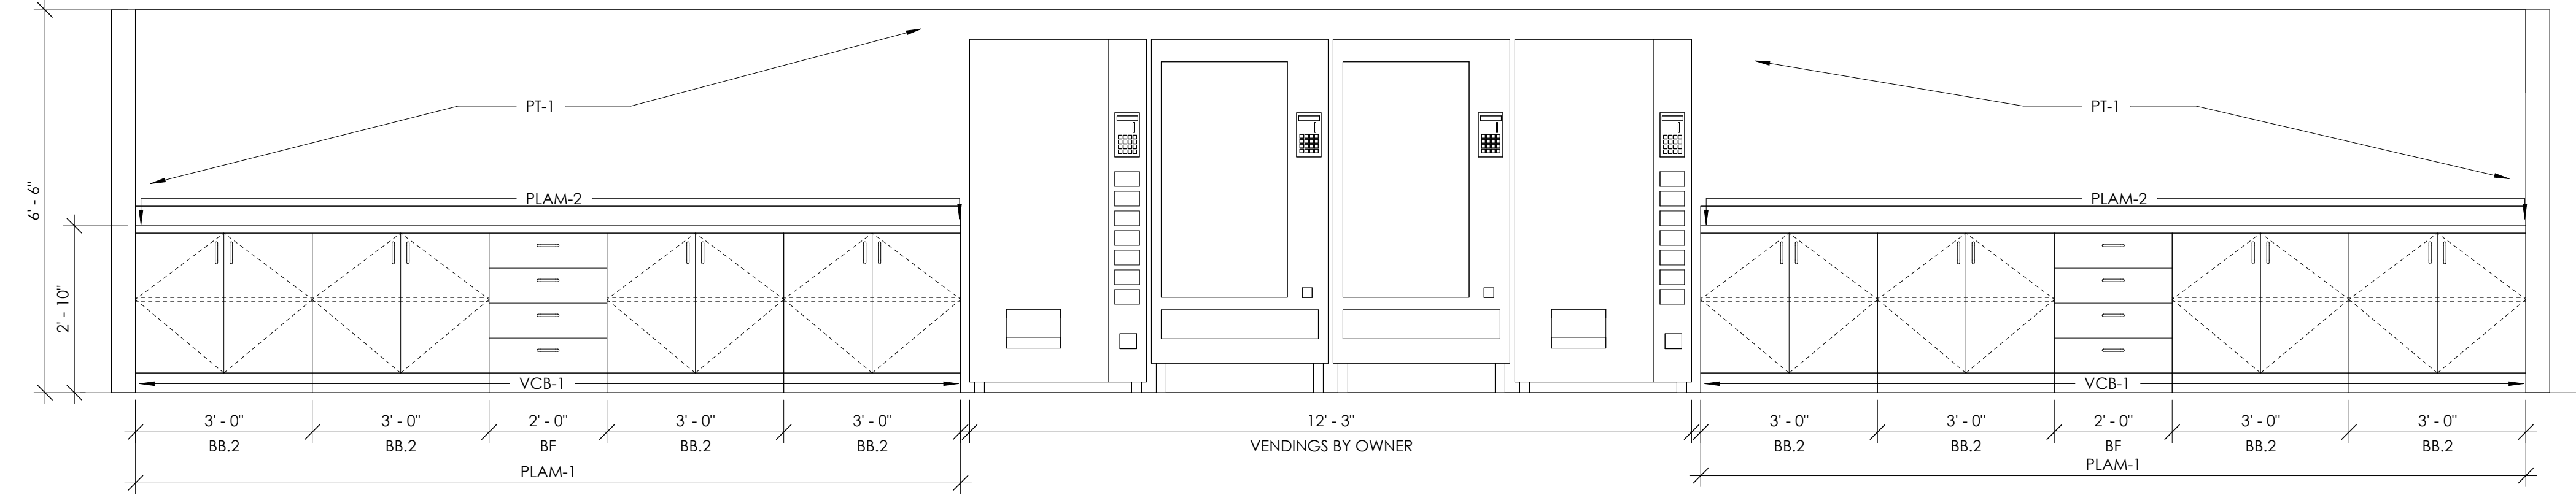 PT-1
PT-1
6' - 6"
PLAM-2
PLAM-2
2' - 10"
VCB-1
VCB-1
3' - 0"
3' - 0"
2' - 0"
3' - 0"
3' - 0"
12' - 3"
3' - 0"
3' - 0"
2' - 0"
3' - 0"
3' - 0"
BB.2
BB.2
BF
BB.2
BB.2
VENDINGS BY OWNER
BB.2
BB.2
BF
BB.2
BB.2
PLAM-1
PLAM-1